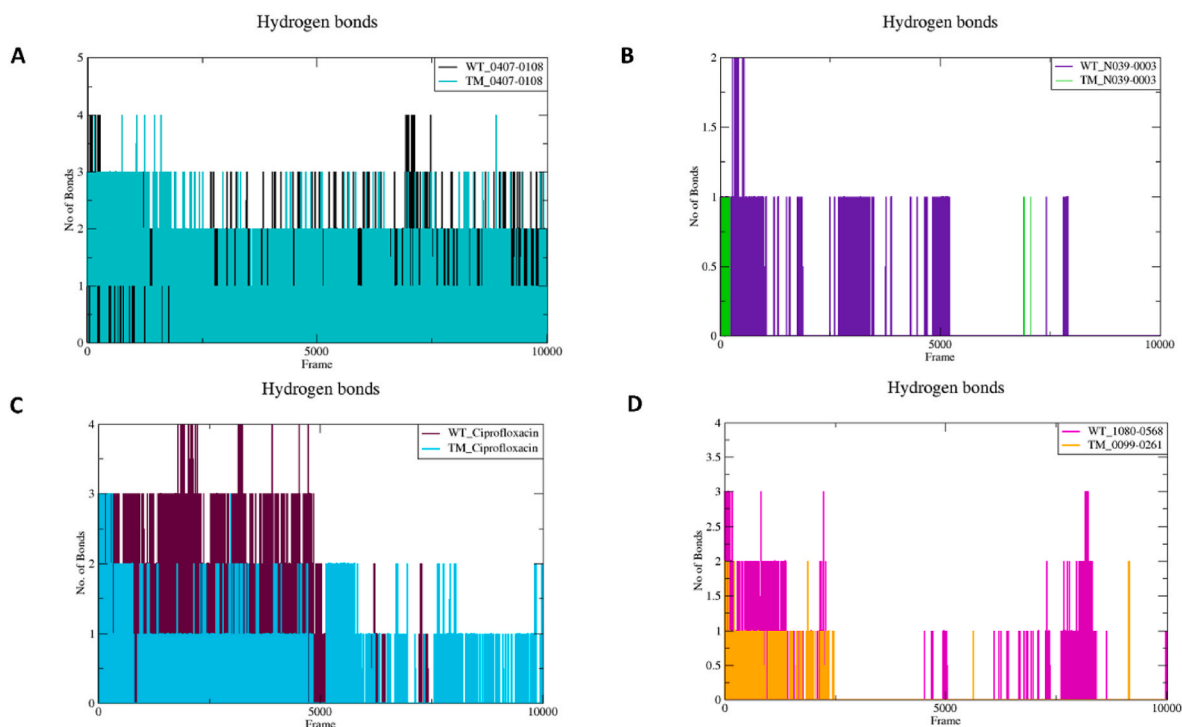 Hydrogen bonds
A
5
4
3
2
1
0
No of Bonds
WT_0407-0108
TM_0407-0108
0
5000
10000
Frame
Hydrogen bonds
B
2
1.5
1
0.5
0
No of Bonds
WT_N039-0003
TM_N039-0003
0
5000
10000
Frame
Hydrogen bonds
C
4
3
2
1
0
No. of Bonds
WT_Ciprofloxacin
TM_Ciprofloxacin
0
5000
10000
Frame
Hydrogen bonds
D
4
3.5
3
2.5
2
1.5
1
0.5
0
No of Bonds
WT_1080-0568
TM_0099-0261
0
5000
10000
Frame